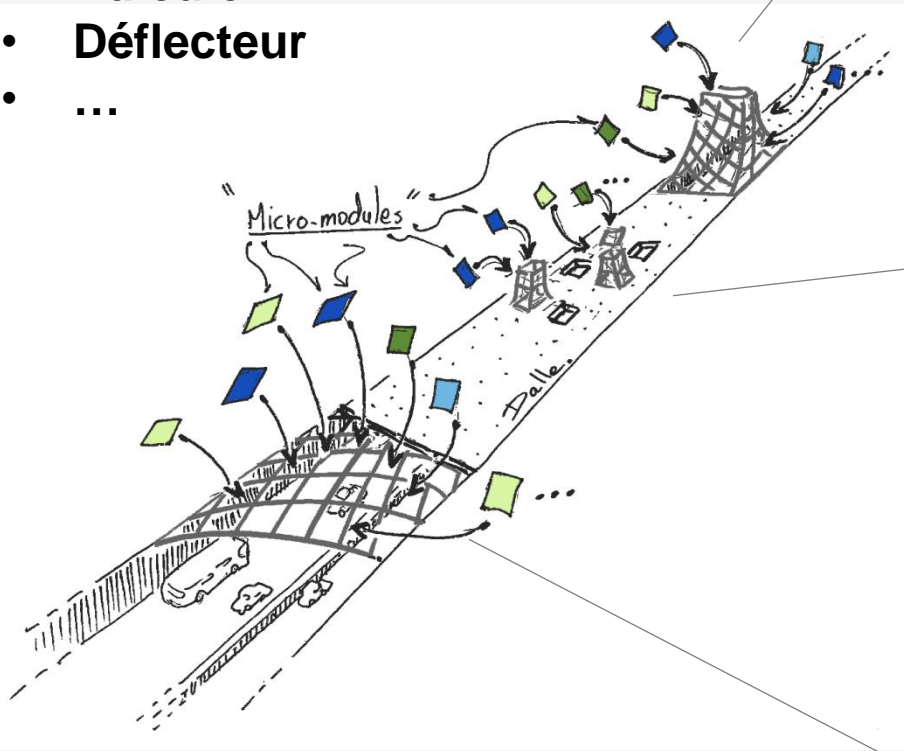 • Déflecteur
• ...
" Micro-modules "
...
...
Dalle.
...